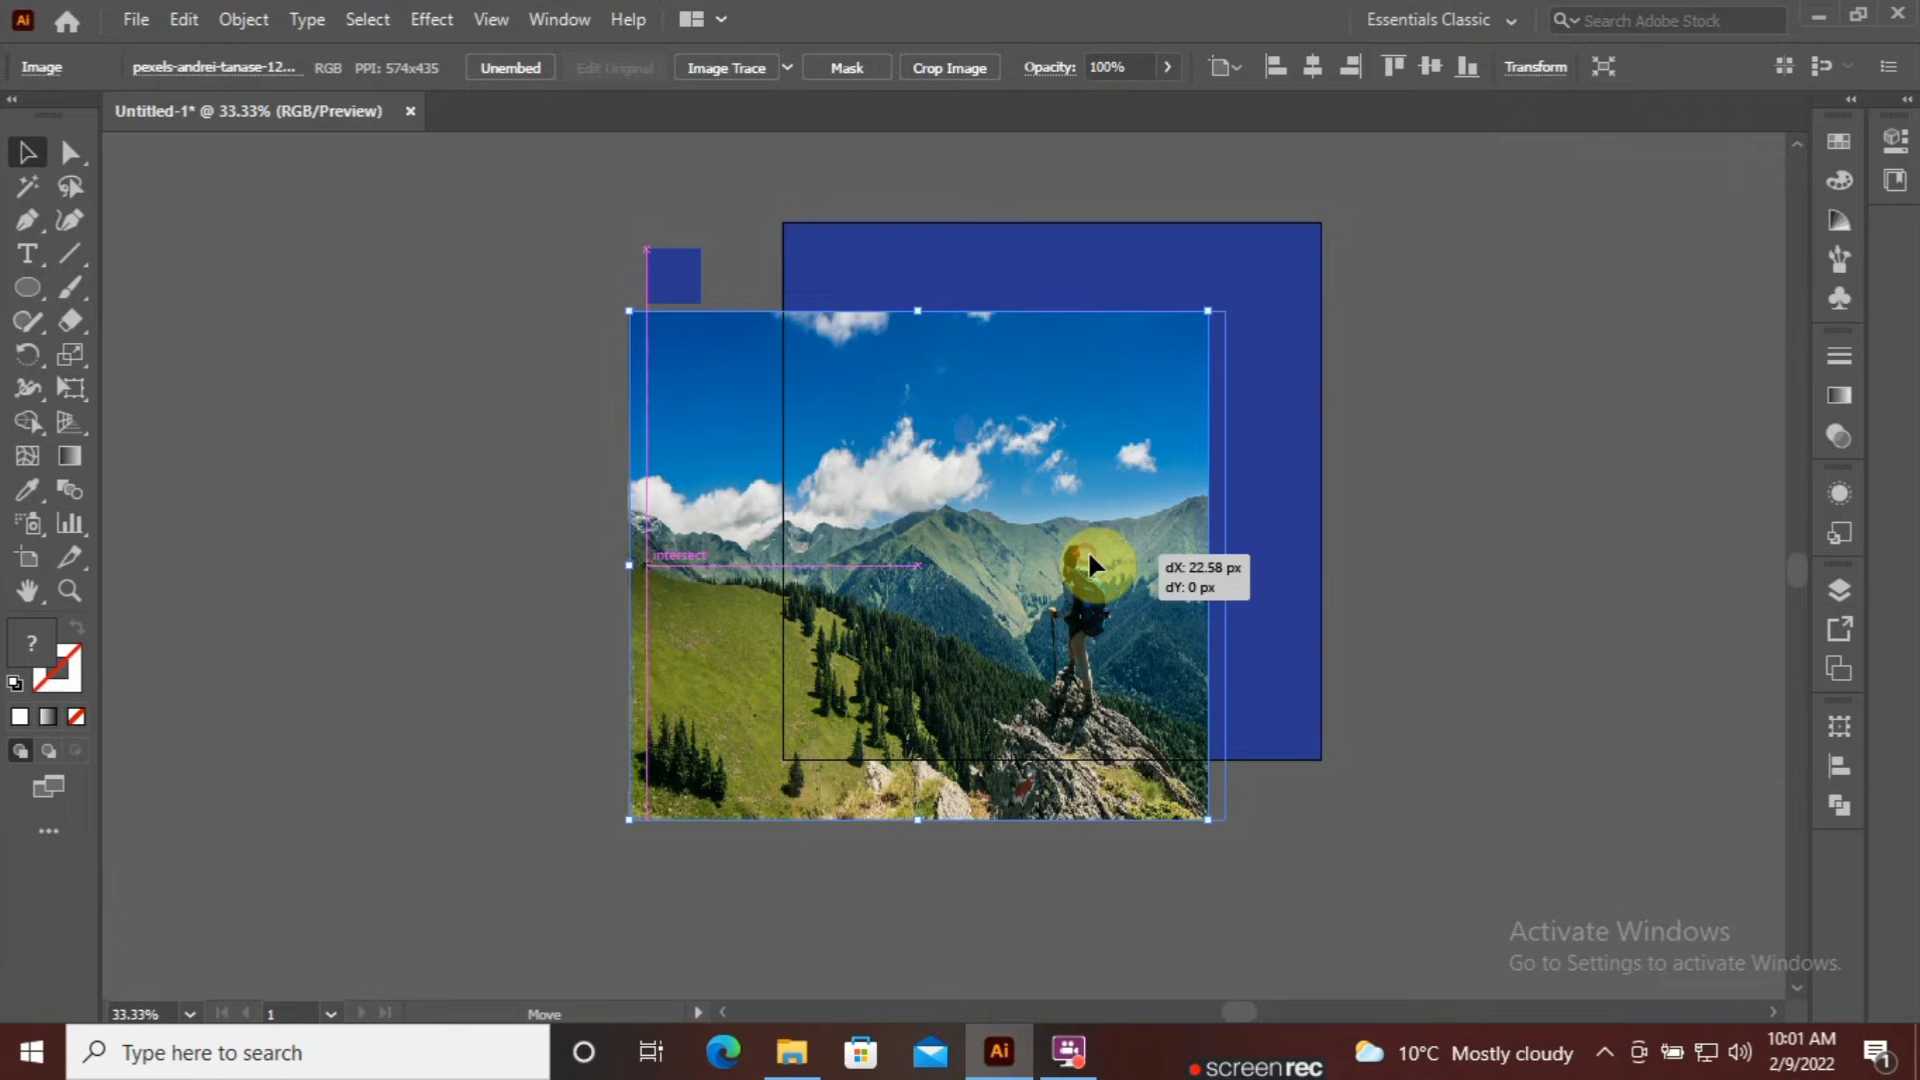 Ai File Edit Object Type Select Effect View Window Help Essentials Classic Search Adobe Stock
Image pexels-andrei-tanase-12... RGB PPI: 574x435 Unembed Edit Original Image Trace Mask Crop Image Opacity: 100% Transform
Untitled-1* @ 33.33% (RGB/Preview)
intersect
dX: 22.58 px
dY: 0 px
T
?
Activate Windows
Go to Settings to activate Windows.
33.33% 1 Move
Type here to search Ai screenrec 10°C Mostly cloudy 10:01 AM
2/9/2022
1